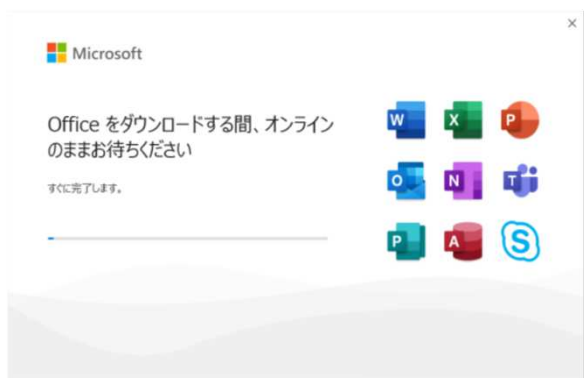 Microsoft
Office をダウンロードする間、オンライン
のままお待ちください
すぐに完了します。
W X P
O N T
P A S